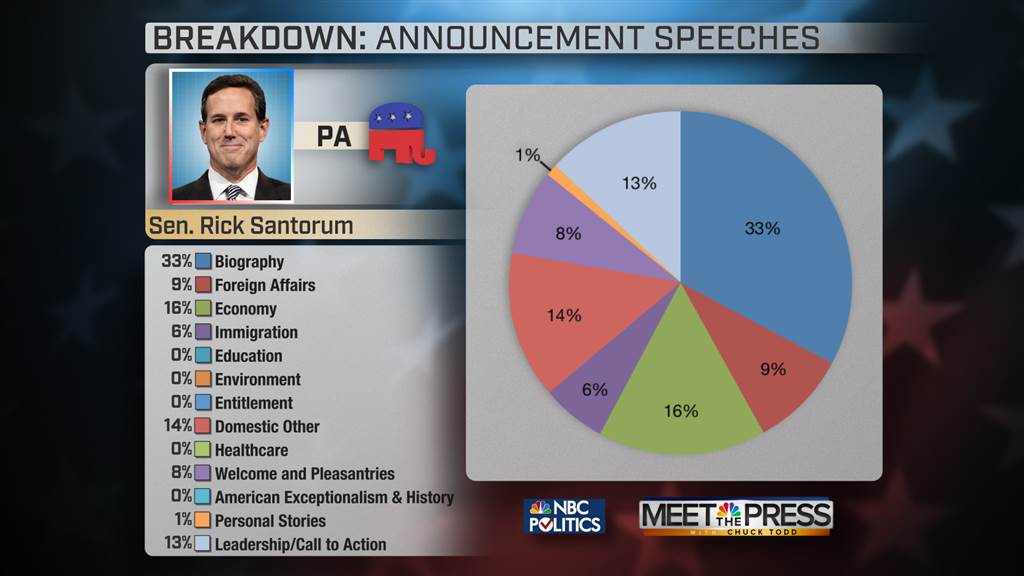 BREAKDOWN: ANNOUNCEMENT SPEECHES
PA
Sen. Rick Santorum
33% Biography
9% Foreign Affairs
16% Economy
6% Immigration
0% Education
0% Environment
0% Entitlement
14% Domestic Other
0% Healthcare
8% Welcome and Pleasantries
0% American Exceptionalism & History
1% Personal Stories
13% Leadership/Call to Action
1%
13%
33%
8%
14%
9%
6%
16%
NBC
POLITICS
MEET THE PRESS
WITH CHUCK TODD